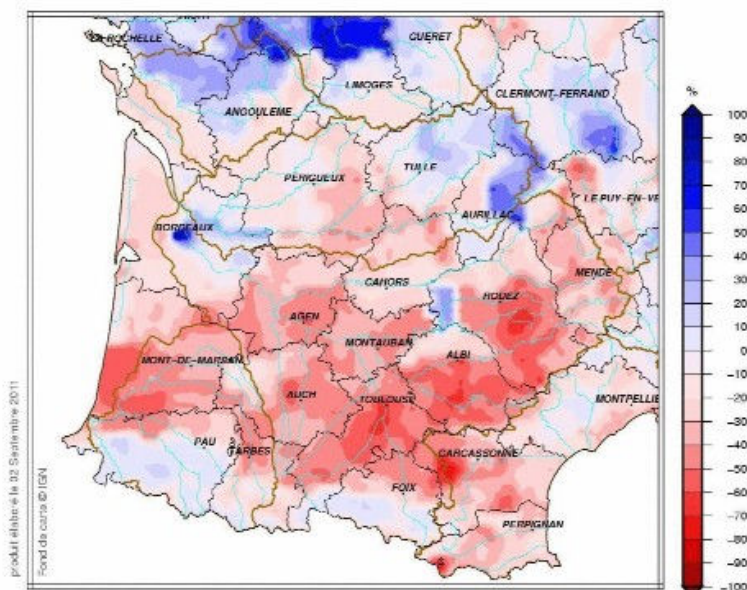 LA ROCHELLE
GUERET
LIMOGES
CLERMONT-FERRAND
ANGOULEME
TULLE
PERIGUEUX
LE PUY-EN-VE
AURILLAC
BORDEAUX
MENDE
CAHORS
RODEZ
AGEN
MONTAUBAN
ALBI
MONT-DE-MARSAN
AUCH
TOULOUSE
MONTPELLIE
PAU
TARBES
CARCASSONNE
FOIX
PERPIGNAN
%
100
90
80
70
60
50
40
30
20
10
0
-10
-20
-30
-40
-50
-60
-70
-80
-90
-100
produit élaboré le 02 Septembre 2011
Fond de carte © IGN